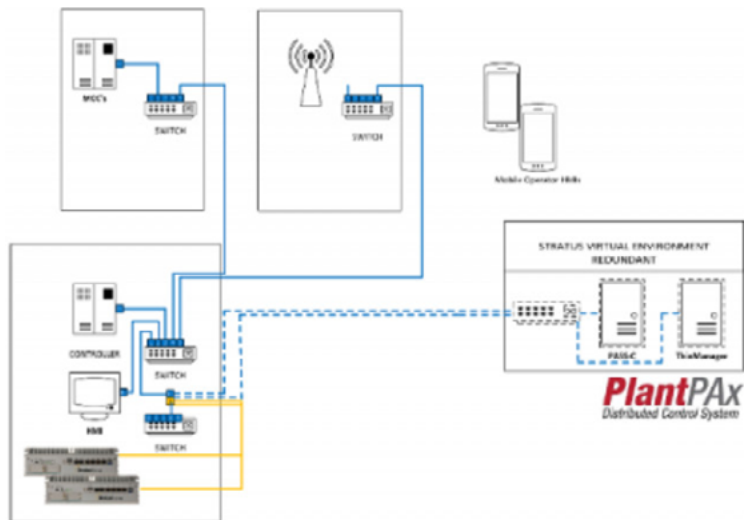 MCC's
SWITCH
SWITCH
Mobile Operator HMIs
STRATUS VIRTUAL ENVIRONMENT
REDUNDANT
CONTROLLER
SWITCH
PASS-C
ThinManager
HMI
SWITCH
PlantPAx
Distributed Control System